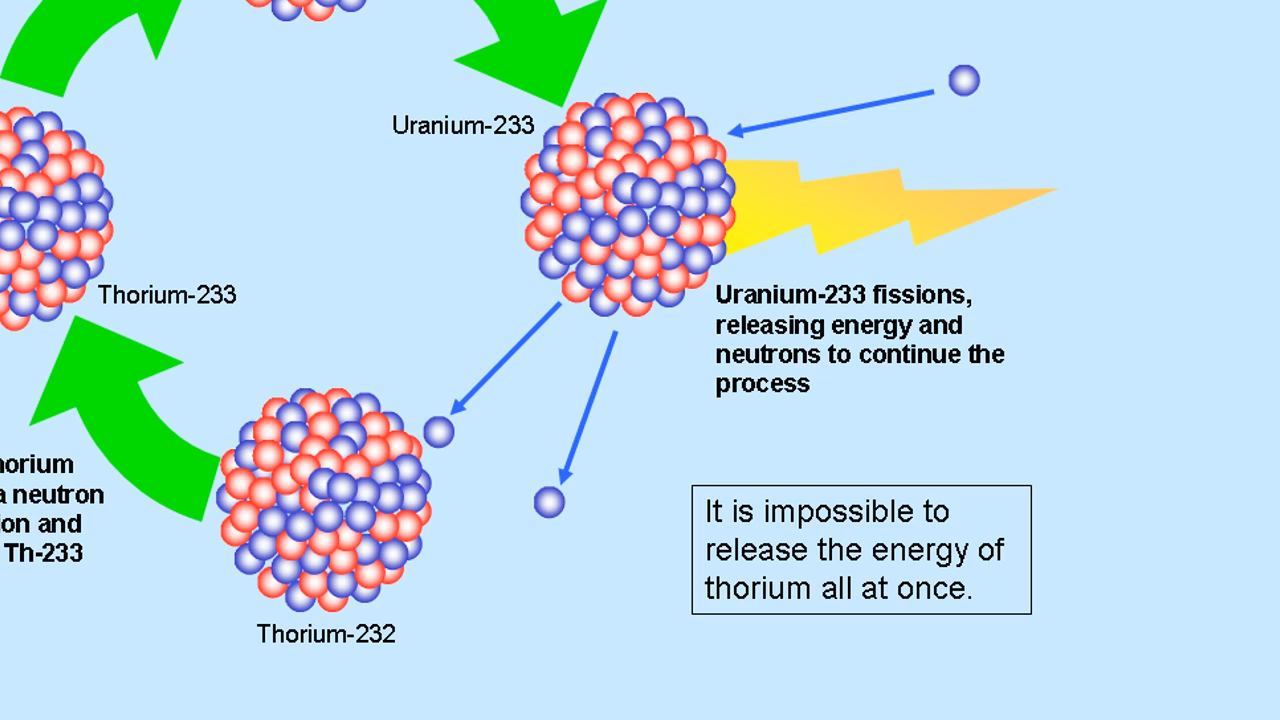 Uranium-233
Thorium-233
Uranium-233 fissions,
releasing energy and
neutrons to continue the
process
a neutron
and
Th-233
It is impossible to
release the energy of
thorium all at once.
Thorium-232